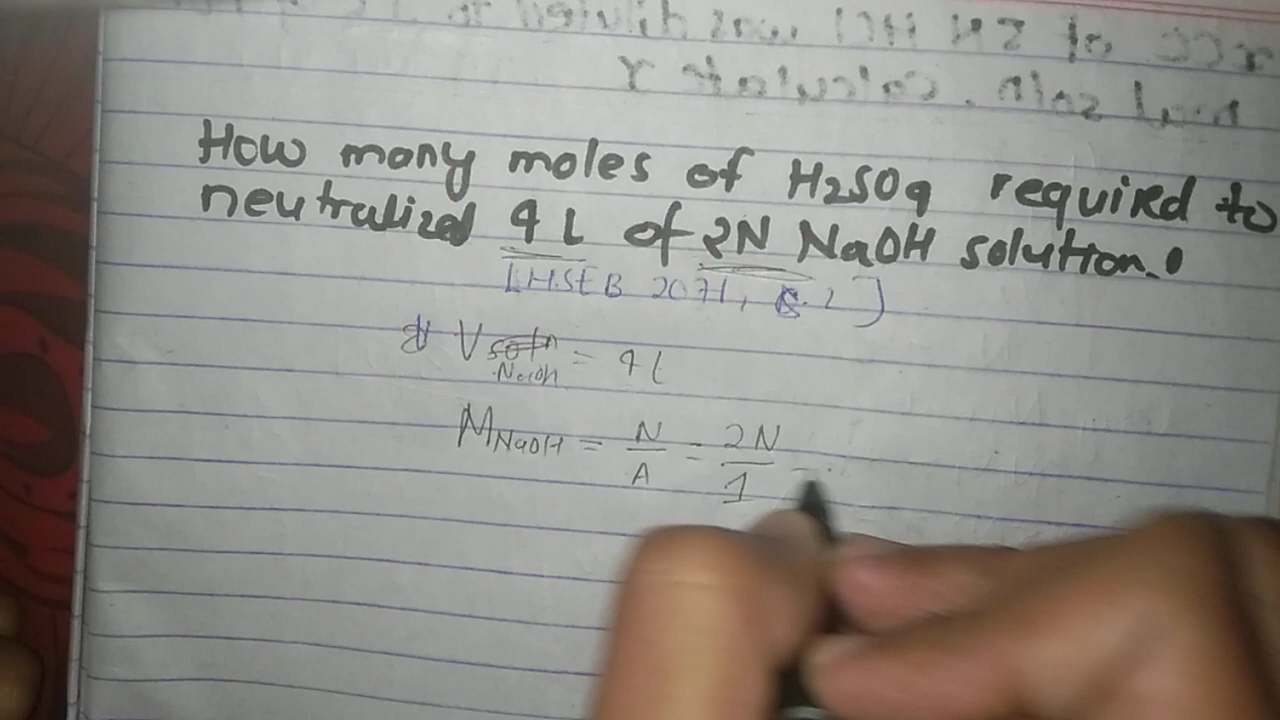 How many moles of H₂SO4 required to
neutralized 4 L of 2N NaOH solution.
[HSEB 2071, S.2]
V NaOH = 4 L
M NaOH = N/A = 2N/1 =